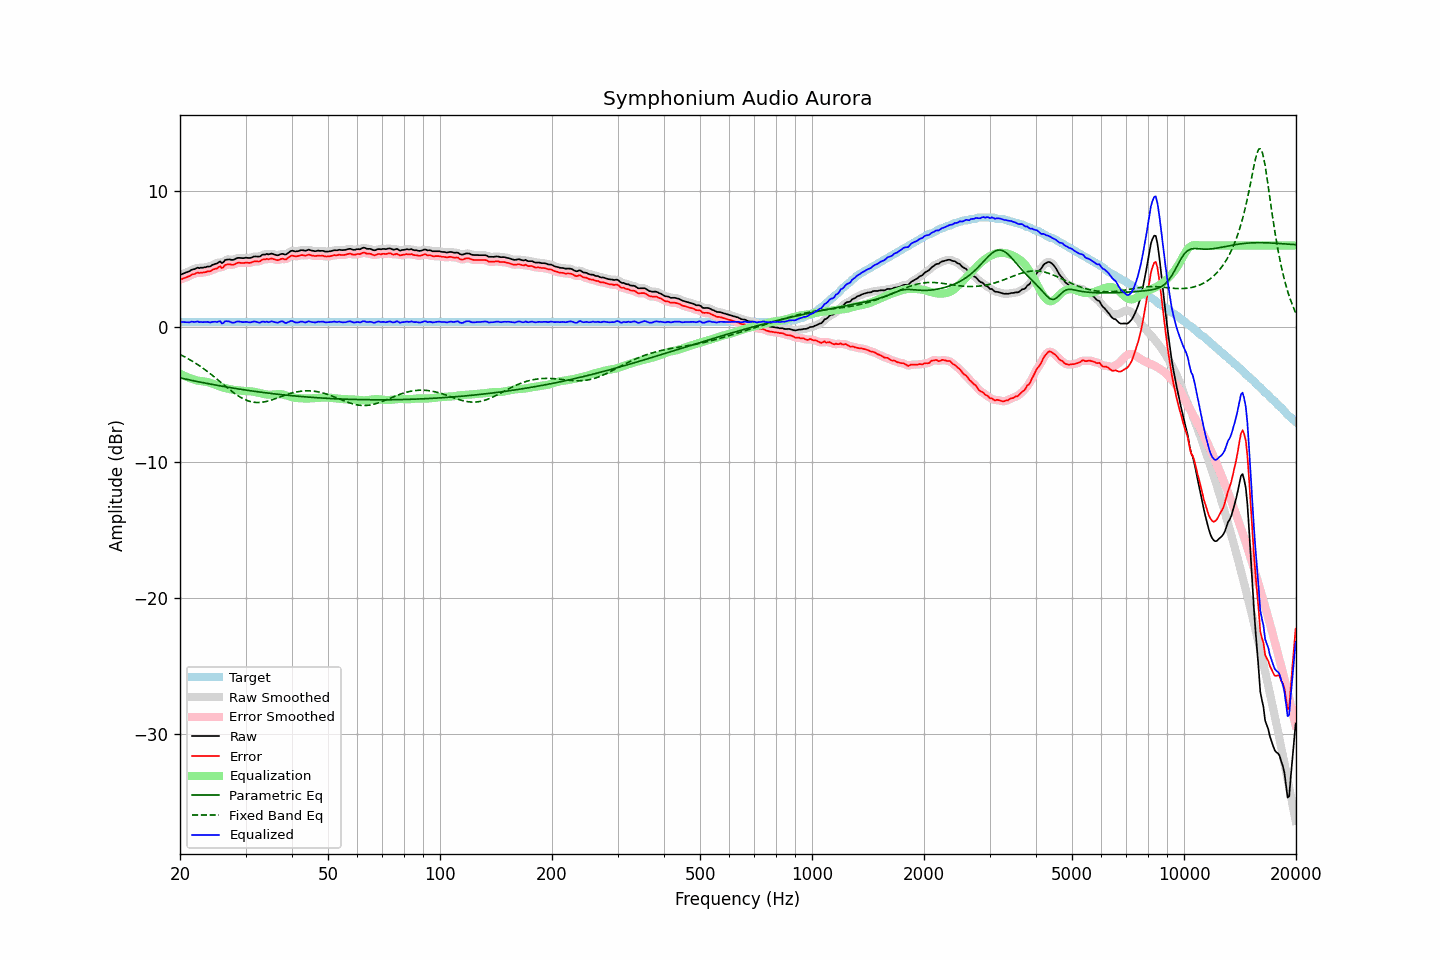 Symphonium Audio Aurora
Amplitude (dBr)
10
0
−10
−20
−30
Target
Raw Smoothed
Error Smoothed
Raw
Error
Equalization
Parametric Eq
Fixed Band Eq
Equalized
20 50 100 200 500 1000 2000 5000 10000 20000
Frequency (Hz)